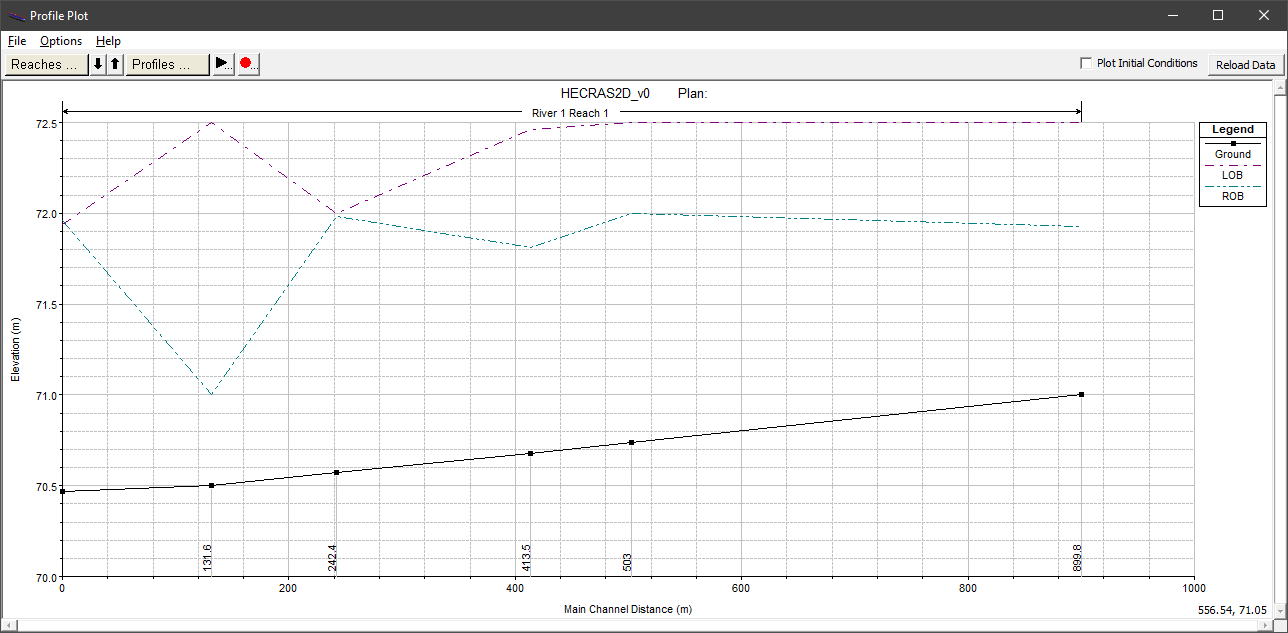 Profile Plot
File Options Help
Reaches ... Profiles ... ... ... Plot Initial Conditions Reload Data
HECRAS2D_v0 Plan:
River 1 Reach 1
Legend
Ground
LOB
ROB
72.5
72.0
71.5
71.0
70.5
70.0
Elevation (m)
131.6
242.4
413.5
503
899.8
0 200 400 600 800 1000
Main Channel Distance (m)
556.54, 71.05